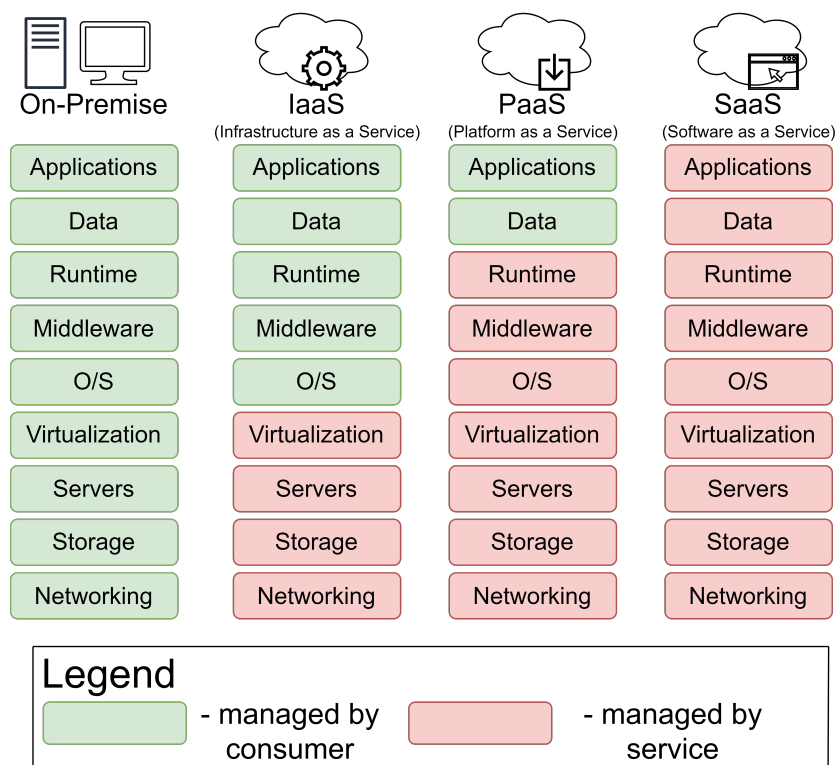 On-Premise
IaaS
(Infrastructure as a Service)
PaaS
(Platform as a Service)
SaaS
(Software as a Service)
Applications
Data
Runtime
Middleware
O/S
Virtualization
Servers
Storage
Networking
Applications
Data
Runtime
Middleware
O/S
Virtualization
Servers
Storage
Networking
Applications
Data
Runtime
Middleware
O/S
Virtualization
Servers
Storage
Networking
Applications
Data
Runtime
Middleware
O/S
Virtualization
Servers
Storage
Networking
Legend
- managed by
consumer
- managed by
service